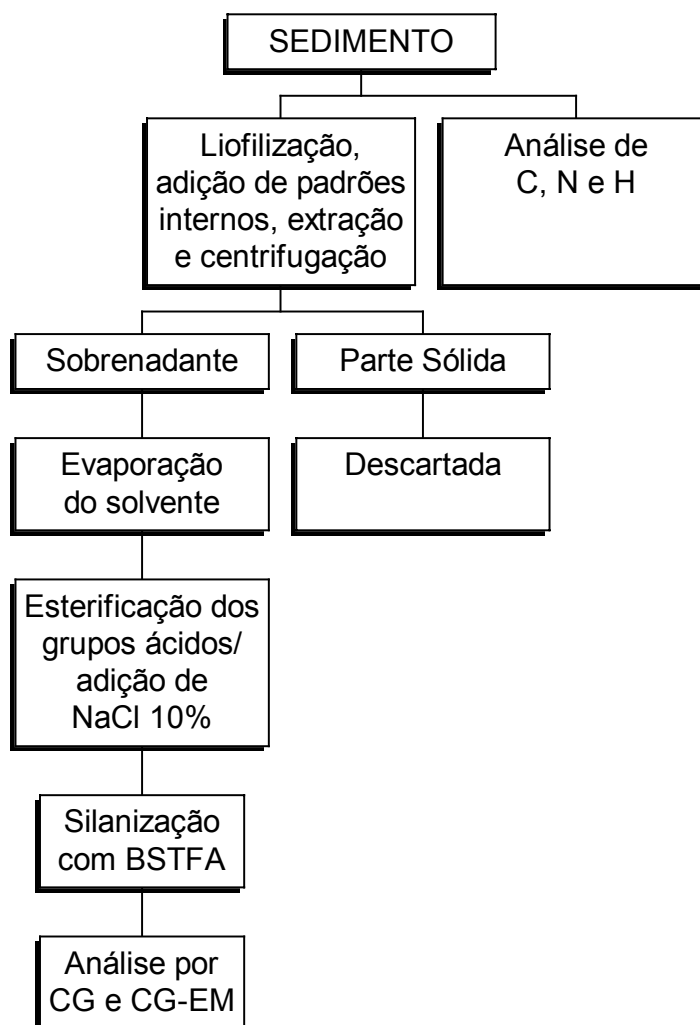 SEDIMENTO
Liofilização,
adição de padrões
internos, extração
e centrifugação
Análise de
C, N e H
Sobrenadante
Parte Sólida
Evaporação
do solvente
Descartada
Esterificação dos
grupos ácidos/
adição de
NaCl 10%
Silanização
com BSTFA
Análise por
CG e CG-EM